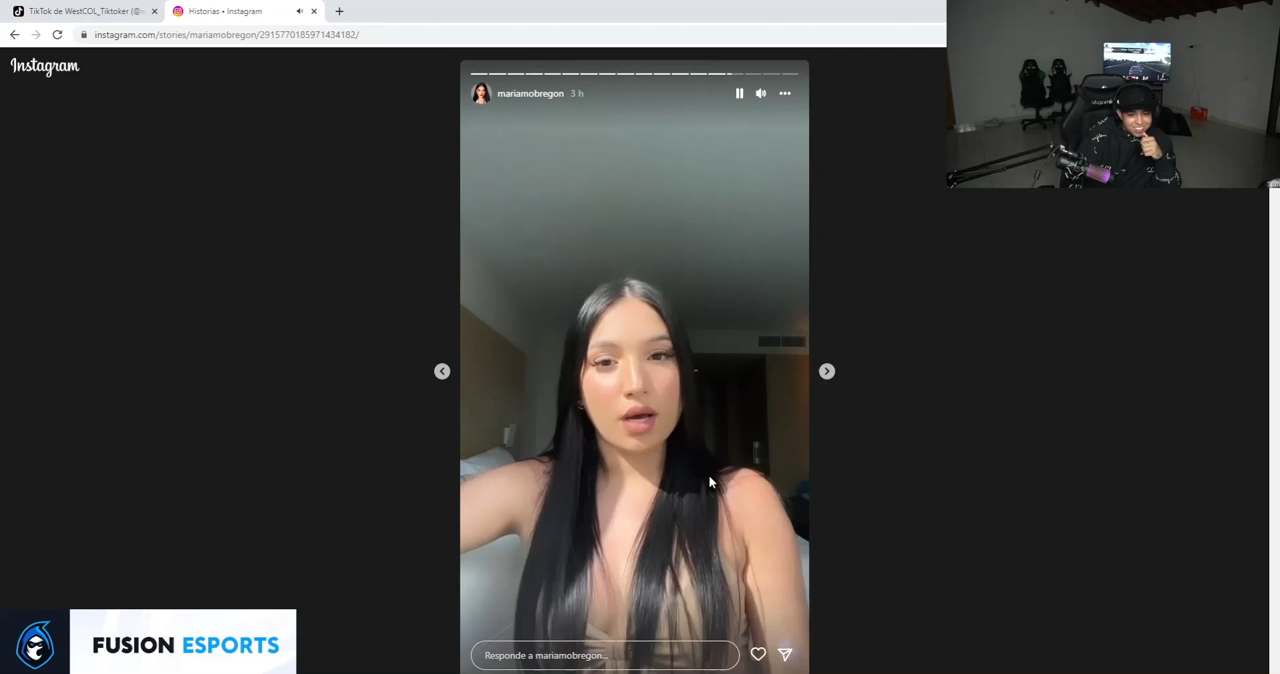 TikTok de WestCOL_Tiktoker (@
Historias • Instagram
instagram.com/stories/mariamobregon/2915770185971434182/
Instagram
mariamobregon 3 h
Responde a mariamobregon...
FUSION ESPORTS